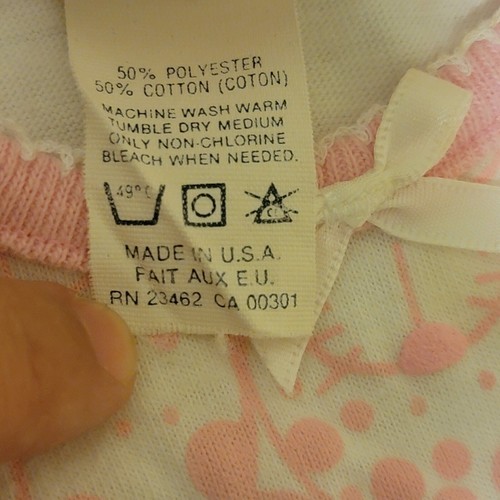 50% POLYESTER
50% COTTON (COTON)
MACHINE WASH WARM
TUMBLE DRY MEDIUM
ONLY NON-CHLORINE
BLEACH WHEN NEEDED.
49°C CL
MADE IN U.S.A.
FAIT AUX E.U.
RN 23462 CA 00301